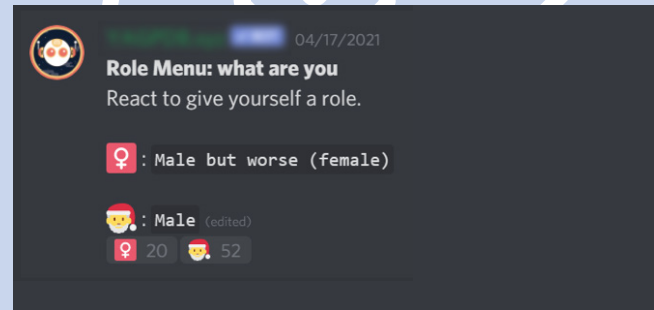 04/17/2021
Role Menu: what are you
React to give yourself a role.
: Male but worse (female)
: Male (edited)
20 52